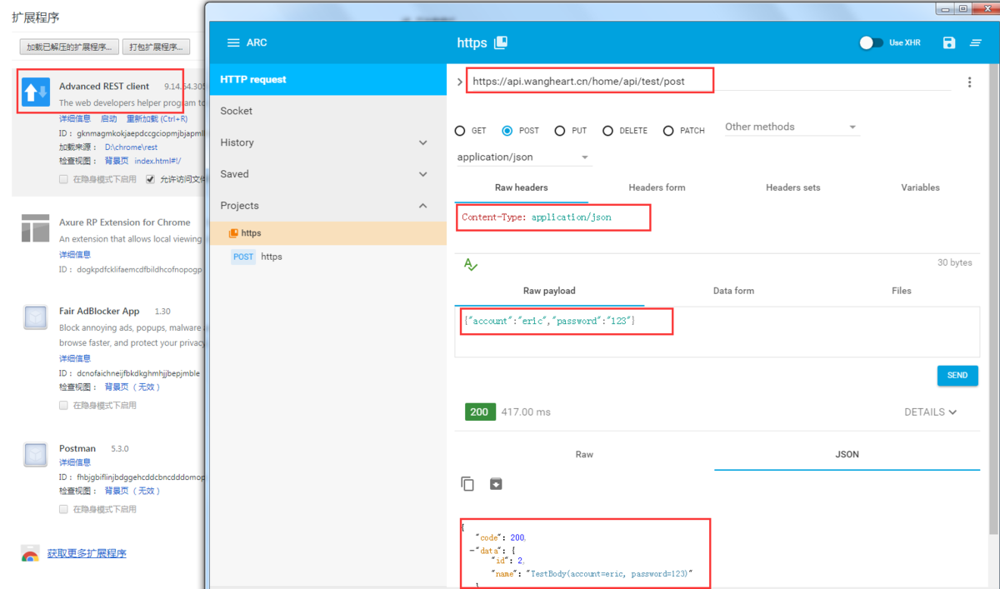 扩展程序
加载已解压的扩展程序... 打包扩展程序...
Advanced REST client 9.14.64.305
The web developers helper program to
详细信息 启动 重新加载 (Ctrl+R)
ID： gknmagmkokjaepdccgciopmjbjapmll
加载来源： D:\chrome\rest
检查视图： 背景页 index.html#!/
在隐身模式下启用 允许访问文件
Axure RP Extension for Chrome
An extension that allows local viewing
详细信息
ID： dogkpdfcklifaemcdfbildhcofnopogp
Fair AdBlocker App 1.30
Block annoying ads, popups, malware
browse faster, and protect your privacy
详细信息
ID： dcnofaichneijfbkdkghmhjjbepjmble
检查视图： 背景页（无效）
在隐身模式下启用
Postman 5.3.0
详细信息
ID： fhbjgbiflinjbdggehcddcbncdddomop
检查视图： 背景页（无效）
在隐身模式下启用
获取更多扩展程序
ARC
HTTP request
Socket
History
Saved
Projects
https
POST https
https
Use XHR
https://api.wangheart.cn/home/api/test/post
GET POST PUT DELETE PATCH Other methods
application/json
Raw headers Headers form Headers sets Variables
Content-Type: application/json
30 bytes
Raw payload Data form Files
{"account":"eric","password":"123"}
SEND
200 417.00 ms DETAILS
Raw JSON
{
"code": 200,
-"data": {
"id": 2,
"name": "TestBody(account=eric, password=123)"
}